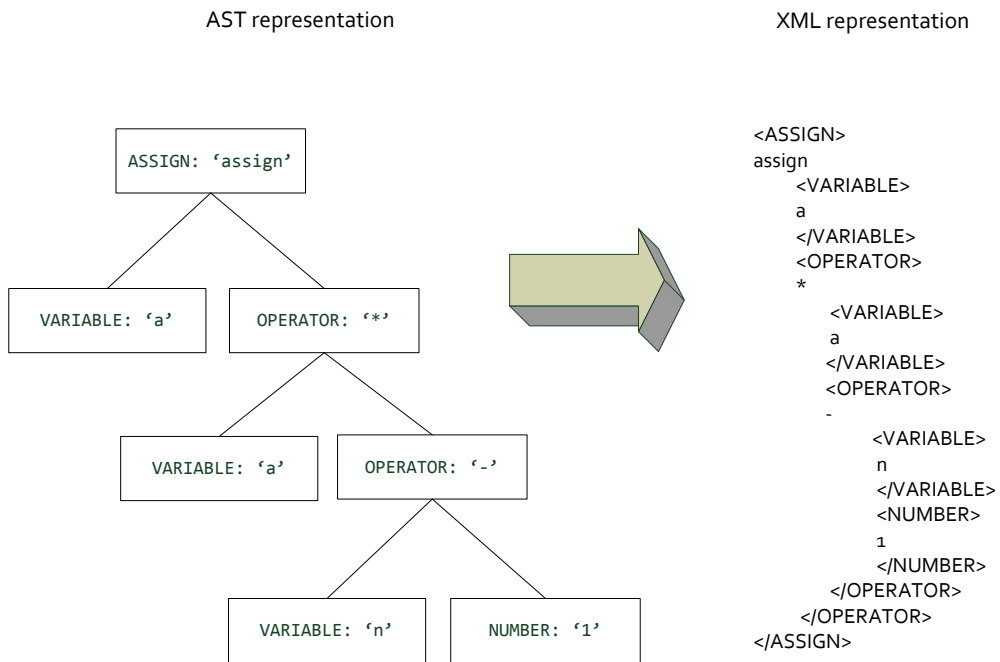 AST representation
XML representation
ASSIGN: ‘assign’
VARIABLE: ‘a’
OPERATOR: ‘*’
VARIABLE: ‘a’
OPERATOR: ‘-’
VARIABLE: ‘n’
NUMBER: ‘1’
<ASSIGN>
assign
<VARIABLE>
a
</VARIABLE>
<OPERATOR>
*
<VARIABLE>
a
</VARIABLE>
<OPERATOR>
-
<VARIABLE>
n
</VARIABLE>
<NUMBER>
1
</NUMBER>
</OPERATOR>
</OPERATOR>
</ASSIGN>